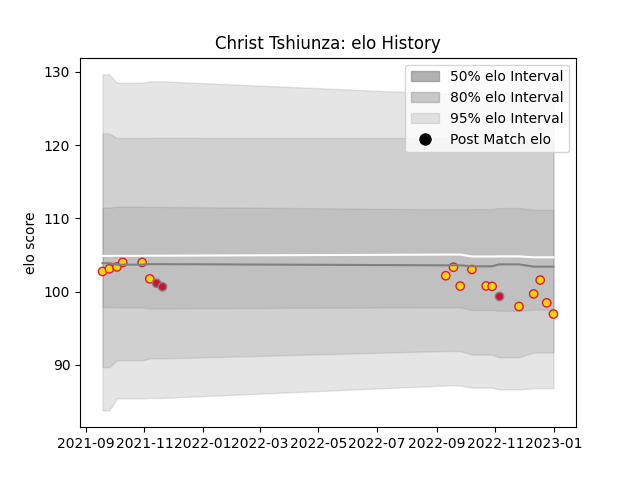 Christ Tshiunza: elo History
130
120
110
100
90
elo score
50% elo Interval
80% elo Interval
95% elo Interval
Post Match elo
2021-09
2021-11
2022-01
2022-03
2022-05
2022-07
2022-09
2022-11
2023-01